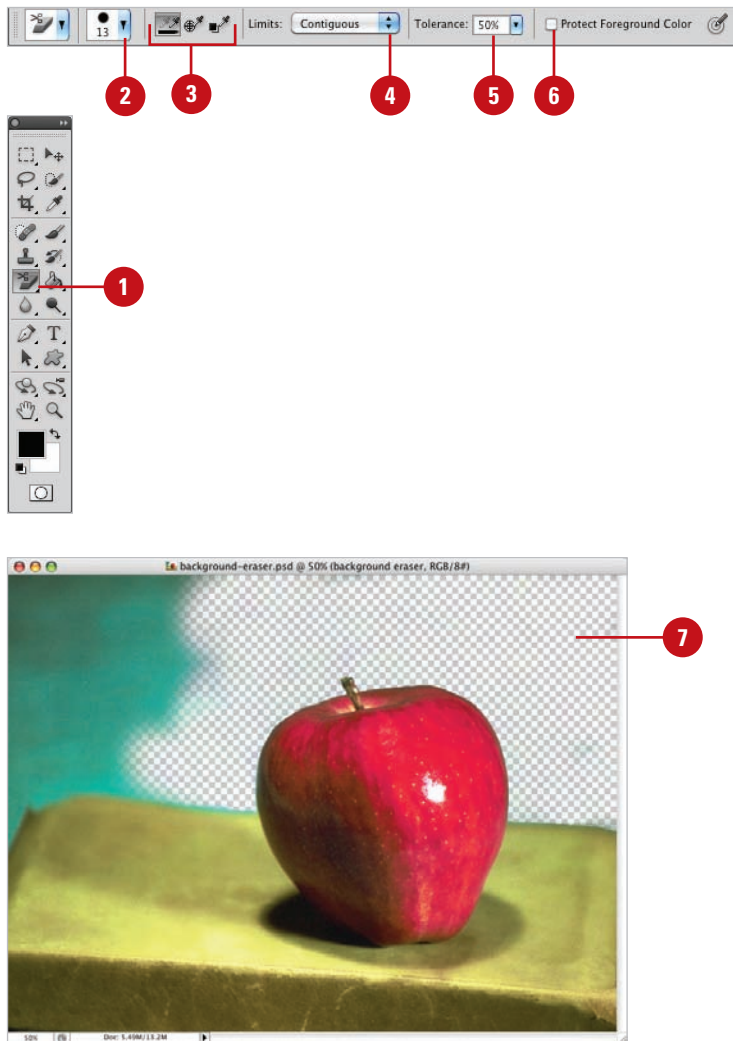 13 Limits: Contiguous Tolerance: 50% Protect Foreground Color
2 3 4 5 6
1
T
background-eraser.psd @ 50% (background eraser, RGB/8#)
7
50% Doc: 5.49M/13.2M